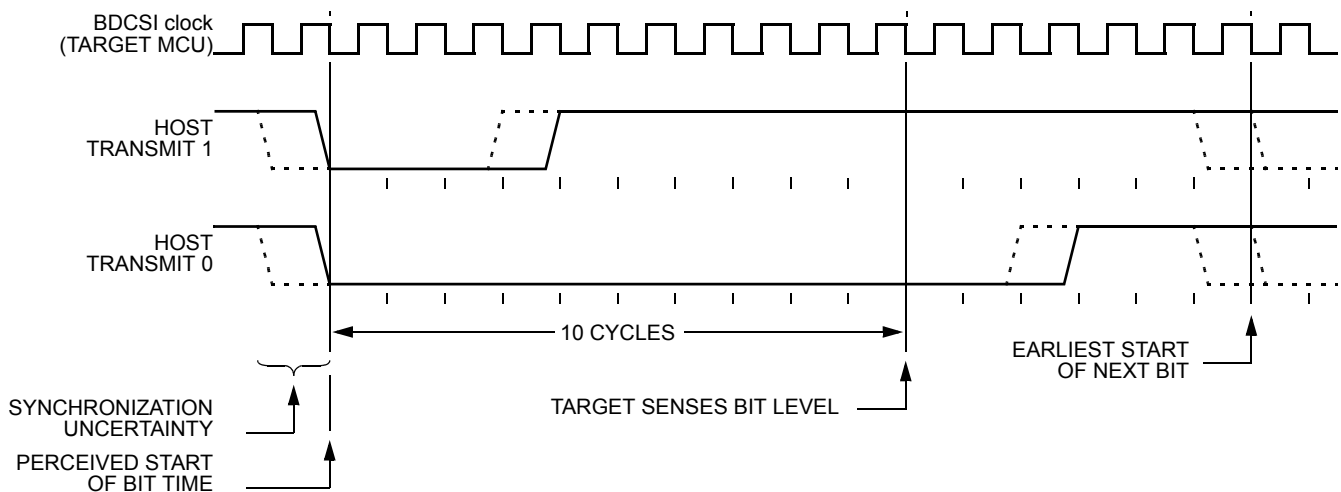 BDCSI clock
(TARGET MCU)
HOST
TRANSMIT 1
HOST
TRANSMIT 0
10 CYCLES
EARLIEST START
OF NEXT BIT
TARGET SENSES BIT LEVEL
SYNCHRONIZATION
UNCERTAINTY
PERCEIVED START
OF BIT TIME